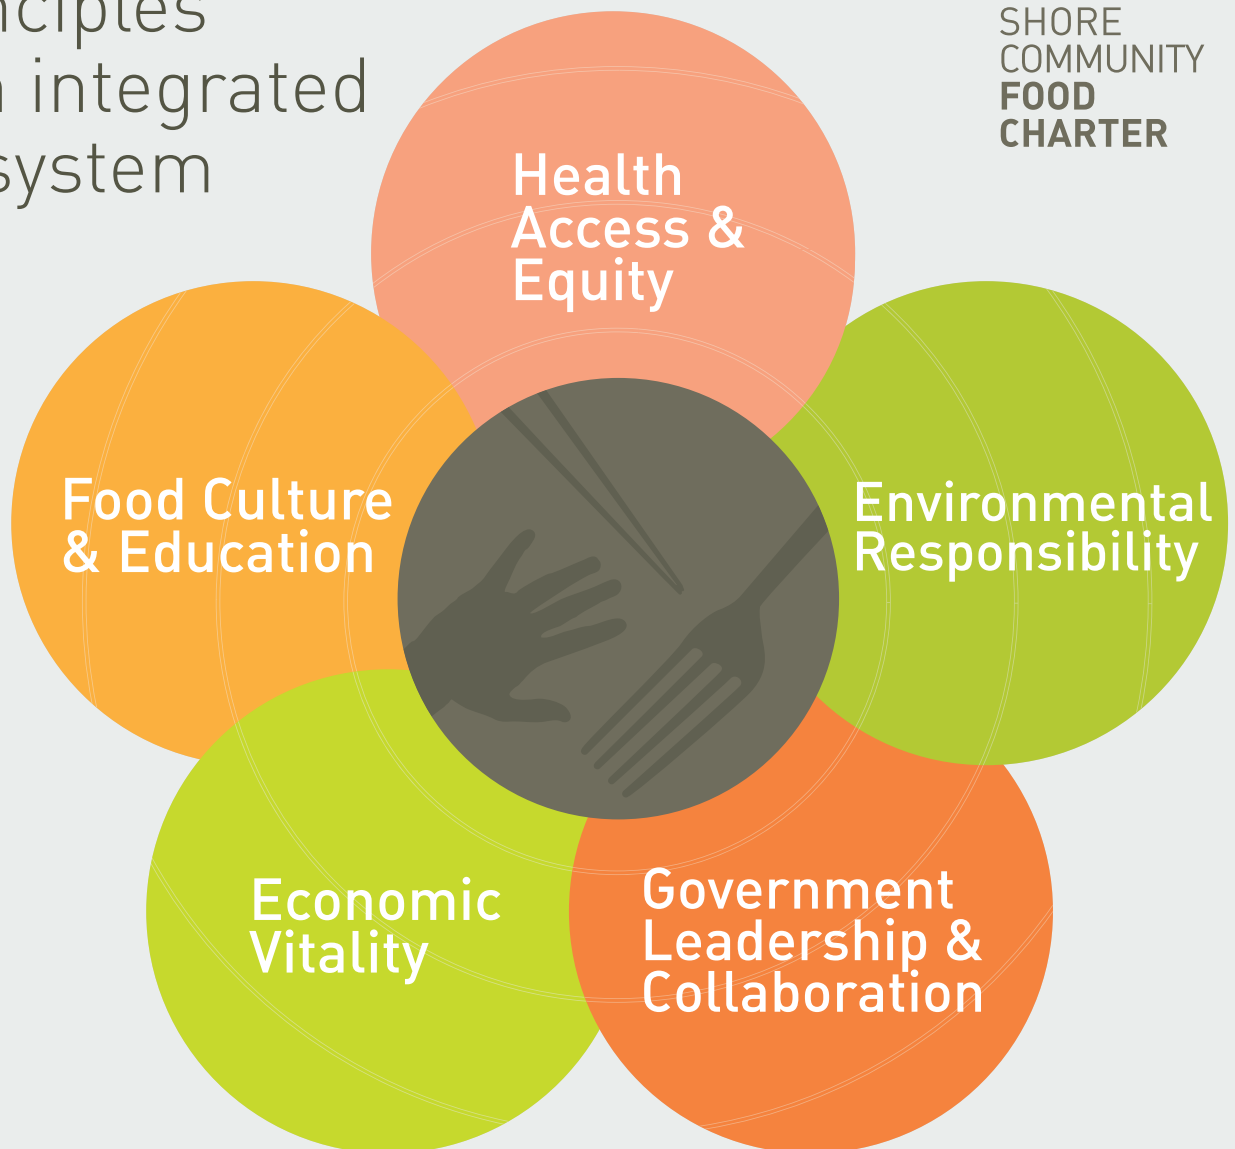 nciples
n integrated
system
SHORE
COMMUNITY
FOOD
CHARTER
Health
Access &
Equity
Food Culture
& Education
Environmental
Responsibility
Economic
Vitality
Government
Leadership &
Collaboration